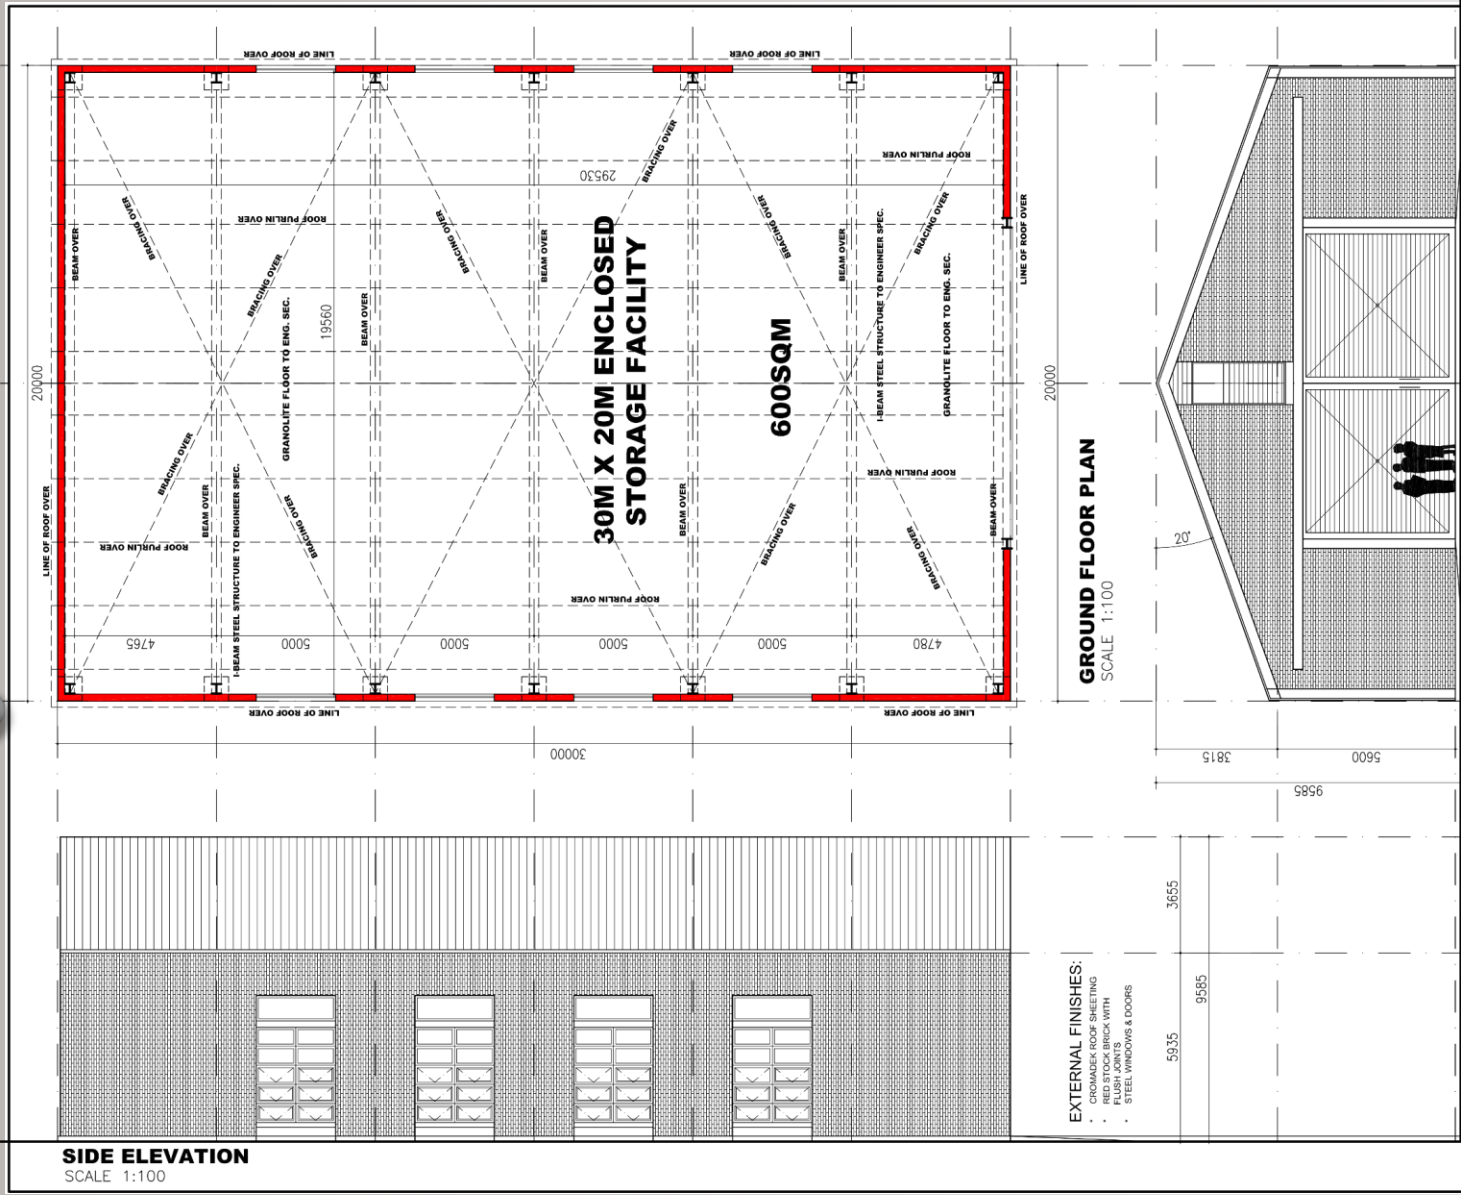 LINE OF ROOF OVER
LINE OF ROOF OVER
20000
BEAM OVER
BRACING OVER
ROOF PURLIN OVER
BRACING OVER
GRANOLITE FLOOR TO ENG. SEC.
19560
BEAM OVER
BRACING OVER
BEAM OVER
29530
BRACING OVER
30M X 20M ENCLOSED
STORAGE FACILITY
600SQM
BRACING OVER
BEAM OVER
ROOF PURLIN OVER
I-BEAM STEEL STRUCTURE TO ENGINEER SPEC.
BRACING OVER
GRANOLITE FLOOR TO ENG. SEC.
LINE OF ROOF OVER
20000
LINE OF ROOF OVER
BRACING OVER
ROOF PURLIN OVER
BEAM OVER
I-BEAM STEEL STRUCTURE TO ENGINEER SPEC.
BRACING OVER
ROOF PURLIN OVER
BEAM OVER
BRACING OVER
ROOF PURLIN OVER
BRACING OVER
BEAM OVER
4765
5000
5000
5000
5000
4780
LINE OF ROOF OVER
LINE OF ROOF OVER
30000
GROUND FLOOR PLAN
SCALE 1:100
20°
3815
5600
9585
3655
5935
9585
EXTERNAL FINISHES:
· CROMADEK ROOF SHEETING
· RED STOCK BRICK WITH
FLUSH JOINTS
· STEEL WINDOWS & DOORS
SIDE ELEVATION
SCALE 1:100